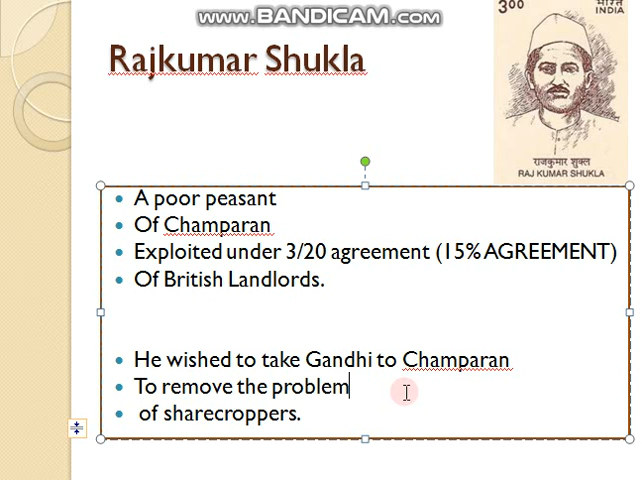 www.BANDICAM.com
3.00
भारत
INDIA
Rajkumar Shukla
राजकुमार शुक्ल
RAJ KUMAR SHUKLA
A poor peasant
Of Champaran
Exploited under 3/20 agreement (15% AGREEMENT)
Of British Landlords.
He wished to take Gandhi to Champaran
To remove the problem
of sharecroppers.